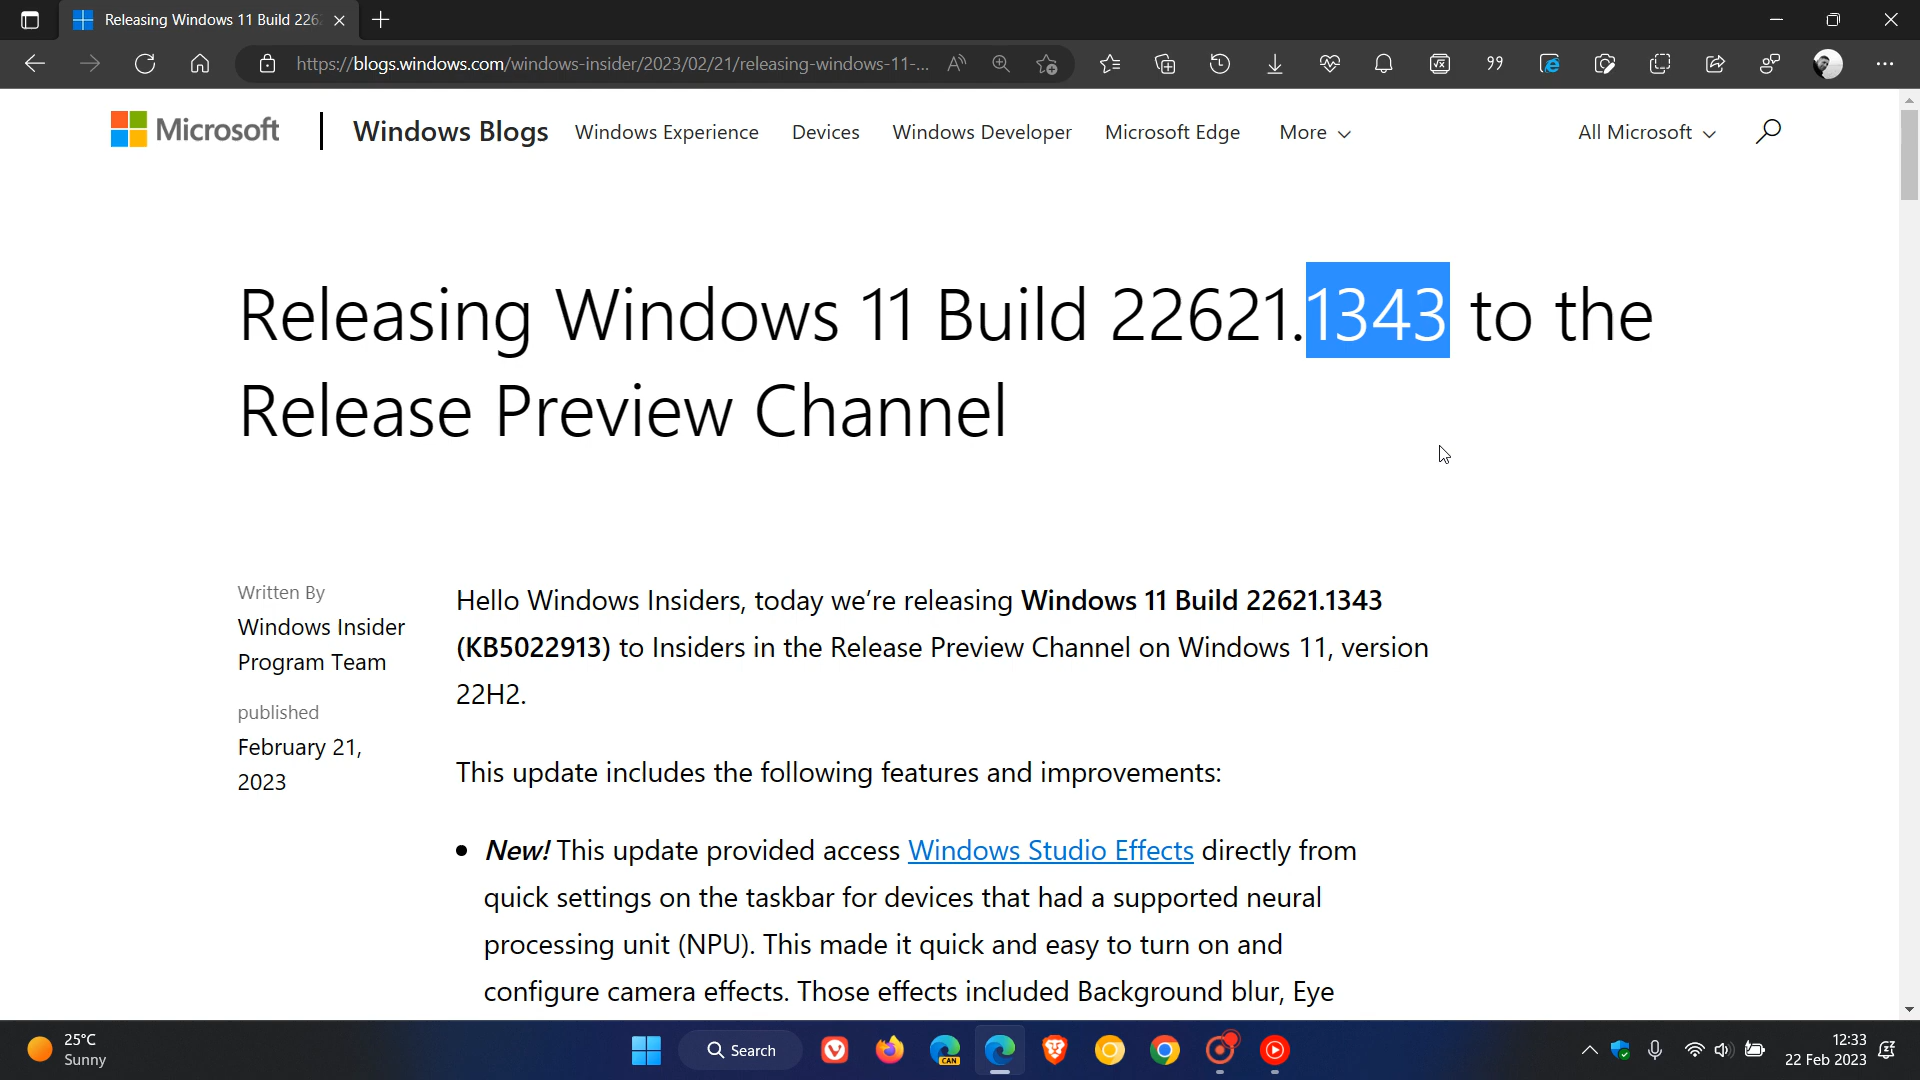 Releasing Windows 11 Build 226
https://blogs.windows.com/windows-insider/2023/02/21/releasing-windows-11-...
Microsoft
Windows Blogs
Windows Experience
Devices
Windows Developer
Microsoft Edge
More
All Microsoft
Releasing Windows 11 Build 22621.1343 to the
Release Preview Channel
Written By
Windows Insider
Program Team
published
February 21,
2023
Hello Windows Insiders, today we’re releasing Windows 11 Build 22621.1343
(KB5022913) to Insiders in the Release Preview Channel on Windows 11, version
22H2.
This update includes the following features and improvements:
• New! This update provided access Windows Studio Effects directly from
quick settings on the taskbar for devices that had a supported neural
processing unit (NPU). This made it quick and easy to turn on and
configure camera effects. Those effects included Background blur, Eye
25°C
Sunny
Search
CAN
12:33
22 Feb 2023